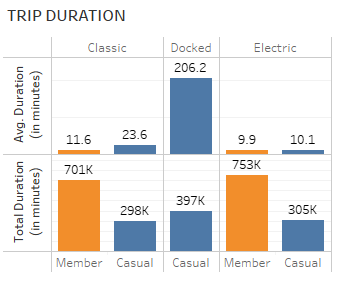 TRIP DURATION
Classic Docked Electric
Avg. Duration
(in minutes)
11.6 23.6 206.2 9.9 10.1
Total Duration
(in minutes)
701K 298K 397K 753K 305K
Member Casual Casual Member Casual